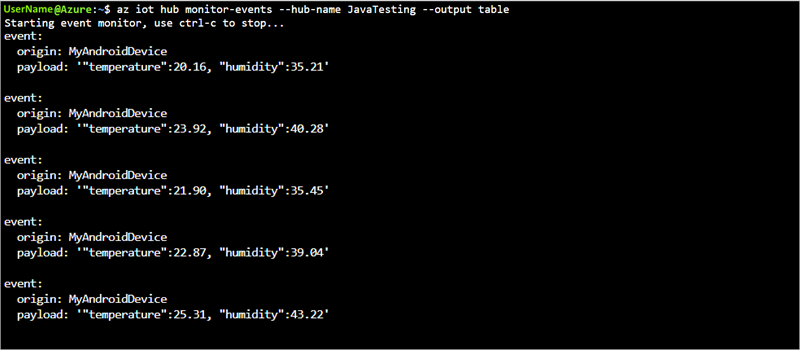 UserName@Azure:~$ az iot hub monitor-events --hub-name JavaTesting --output table
Starting event monitor, use ctrl-c to stop...
event:
  origin: MyAndroidDevice
  payload: '"temperature":20.16, "humidity":35.21'

event:
  origin: MyAndroidDevice
  payload: '"temperature":23.92, "humidity":40.28'

event:
  origin: MyAndroidDevice
  payload: '"temperature":21.90, "humidity":35.45'

event:
  origin: MyAndroidDevice
  payload: '"temperature":22.87, "humidity":39.04'

event:
  origin: MyAndroidDevice
  payload: '"temperature":25.31, "humidity":43.22'